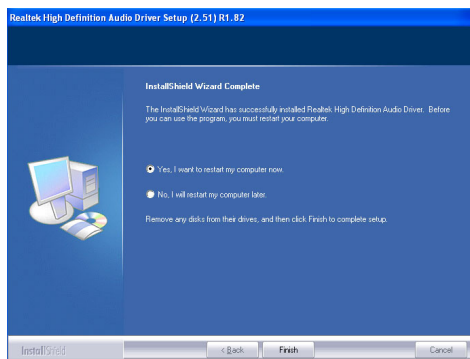 Realtek High Definition Audio Driver Setup (2.51) R1.82
InstallShield Wizard Complete
The InstallShield Wizard has successfully installed Realtek High Definition Audio Driver. Before
you can use the program, you must restart your computer.
Yes, I want to restart my computer now.
No, I will restart my computer later.
Remove any disks from their drives, and then click Finish to complete setup.
InstallShield
< Back
Finish
Cancel